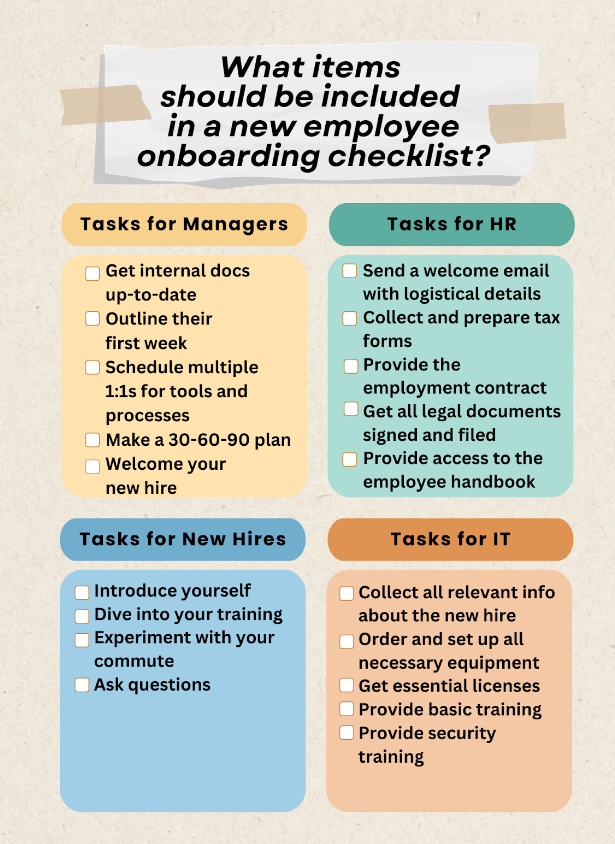 What items
should be included
in a new employee
onboarding checklist?
Tasks for Managers
Get internal docs
up-to-date
Outline their
first week
Schedule multiple
1:1s for tools and
processes
Make a 30-60-90 plan
Welcome your
new hire
Tasks for HR
Send a welcome email
with logistical details
Collect and prepare tax
forms
Provide the
employment contract
Get all legal documents
signed and filed
Provide access to the
employee handbook
Tasks for New Hires
Introduce yourself
Dive into your training
Experiment with your
commute
Ask questions
Tasks for IT
Collect all relevant info
about the new hire
Order and set up all
necessary equipment
Get essential licenses
Provide basic training
Provide security
training